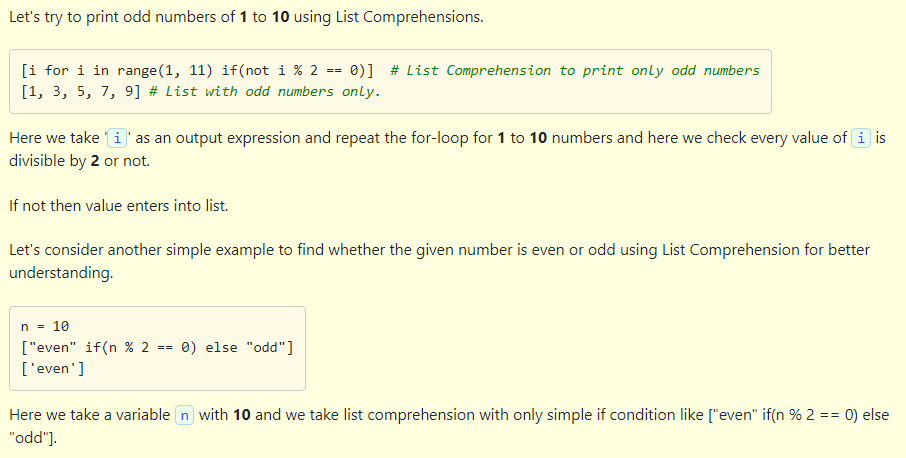 Let's try to print odd numbers of 1 to 10 using List Comprehensions.
[i for i in range(1, 11) if(not i % 2 == 0)]  # List Comprehension to print only odd numbers
[1, 3, 5, 7, 9] # List with odd numbers only.
Here we take ' i ' as an output expression and repeat the for-loop for 1 to 10 numbers and here we check every value of i is
divisible by 2 or not.
If not then value enters into list.
Let's consider another simple example to find whether the given number is even or odd using List Comprehension for better
understanding.
n = 10
["even" if(n % 2 == 0) else "odd"]
['even']
Here we take a variable n with 10 and we take list comprehension with only simple if condition like ["even" if(n % 2 == 0) else
"odd"].